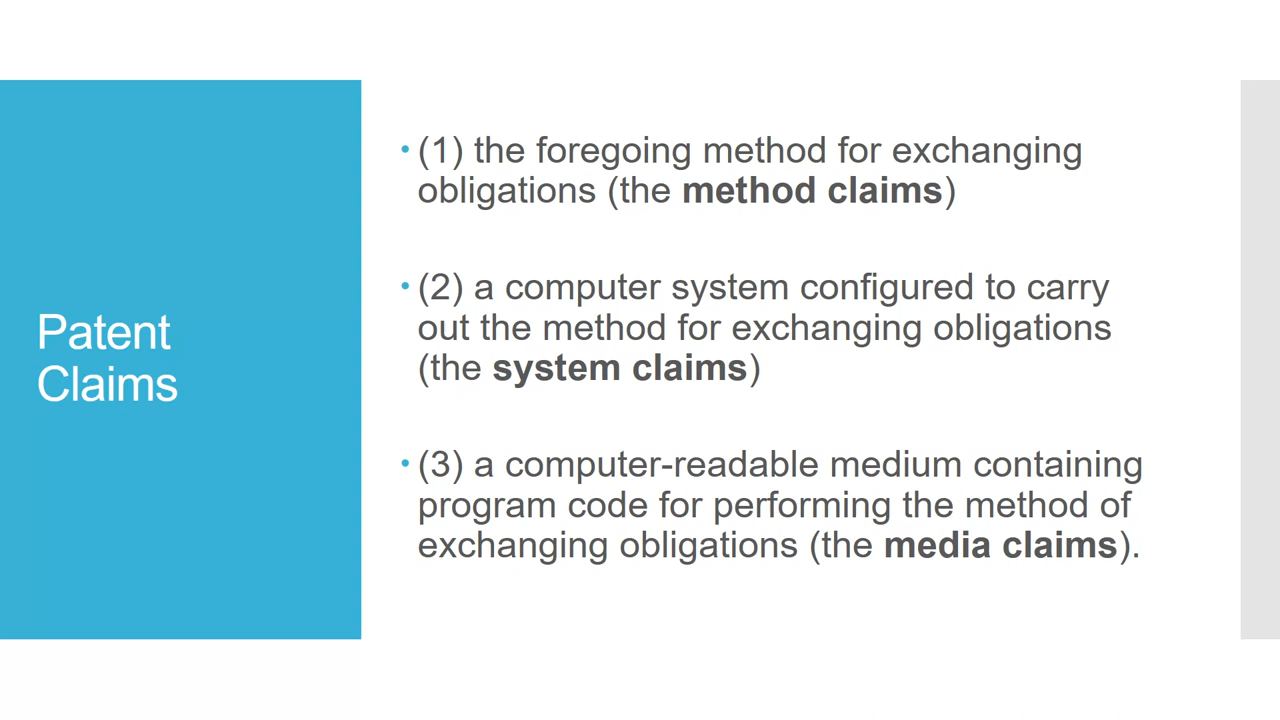 Patent
Claims
• (1) the foregoing method for exchanging
obligations (the method claims)
• (2) a computer system configured to carry
out the method for exchanging obligations
(the system claims)
• (3) a computer-readable medium containing
program code for performing the method of
exchanging obligations (the media claims).